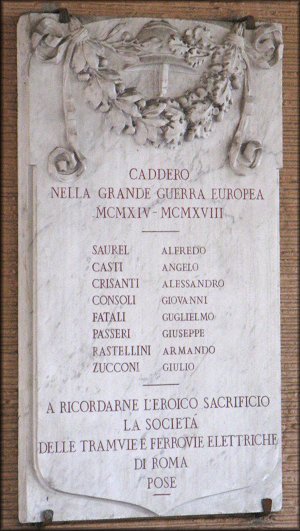 CADDERO
NELLA GRANDE GUERRA EUROPEA
MCMXIV - MCMXVIII
SAUREL ALFREDO
CASTI ANGELO
CRISANTI ALESSANDRO
CONSOLI GIOVANNI
FATALI GUGLIELMO
PASSERI GIUSEPPE
RASTELLINI ARMANDO
ZUCCONI GIULIO
A RICORDARNE L'EROICO SACRIFICIO
LA SOCIETÀ
DELLE TRAMVIE E FERROVIE ELETTRICHE
DI ROMA
POSE